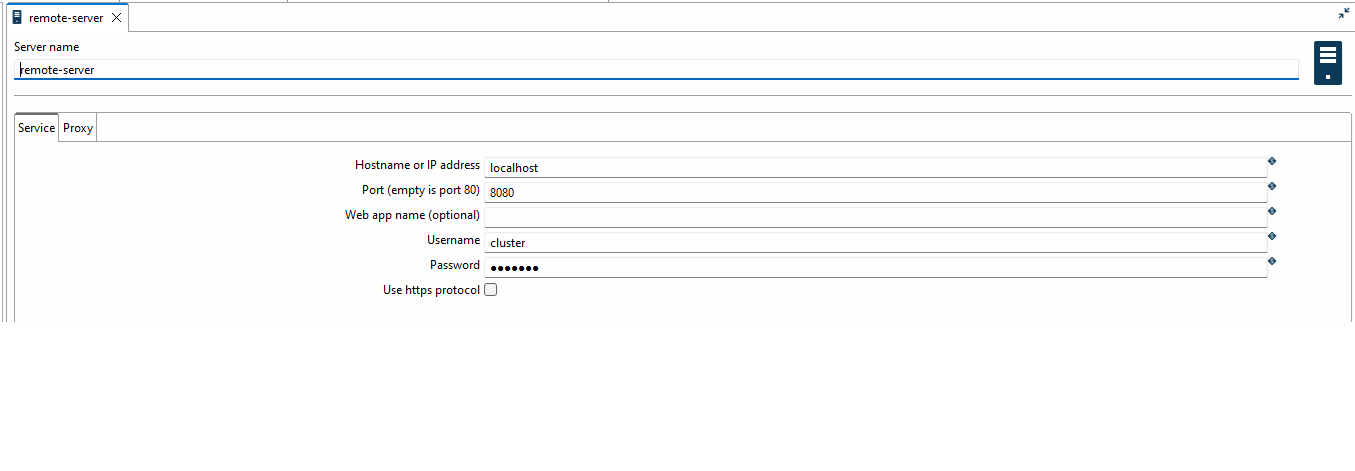 remote-server
Server name
remote-server
Service Proxy
Hostname or IP address localhost
Port (empty is port 80) 8080
Web app name (optional)
Username cluster
Password ●●●●●●●
Use https protocol